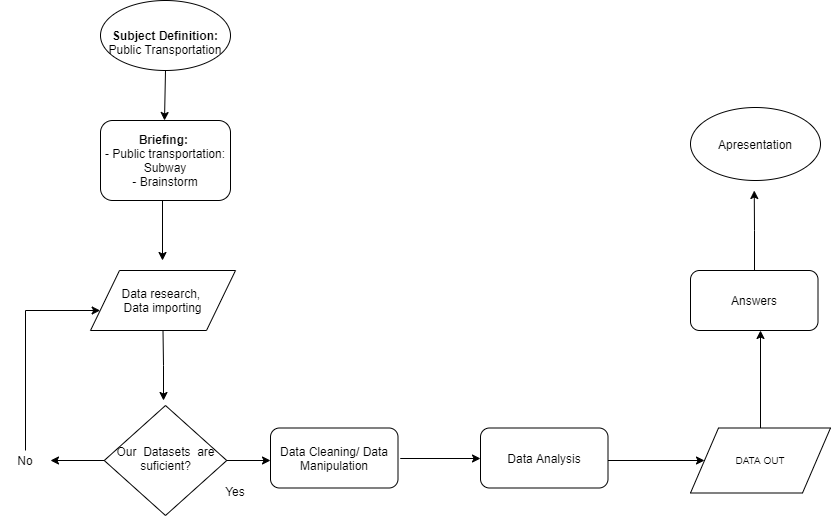 Subject Definition:
Public Transportation
Briefing:
- Public transportation:
Subway
- Brainstorm
Data research,
Data importing
Our Datasets are
suficient?
No
Yes
Data Cleaning/ Data
Manipulation
Data Analysis
DATA OUT
Answers
Apresentation